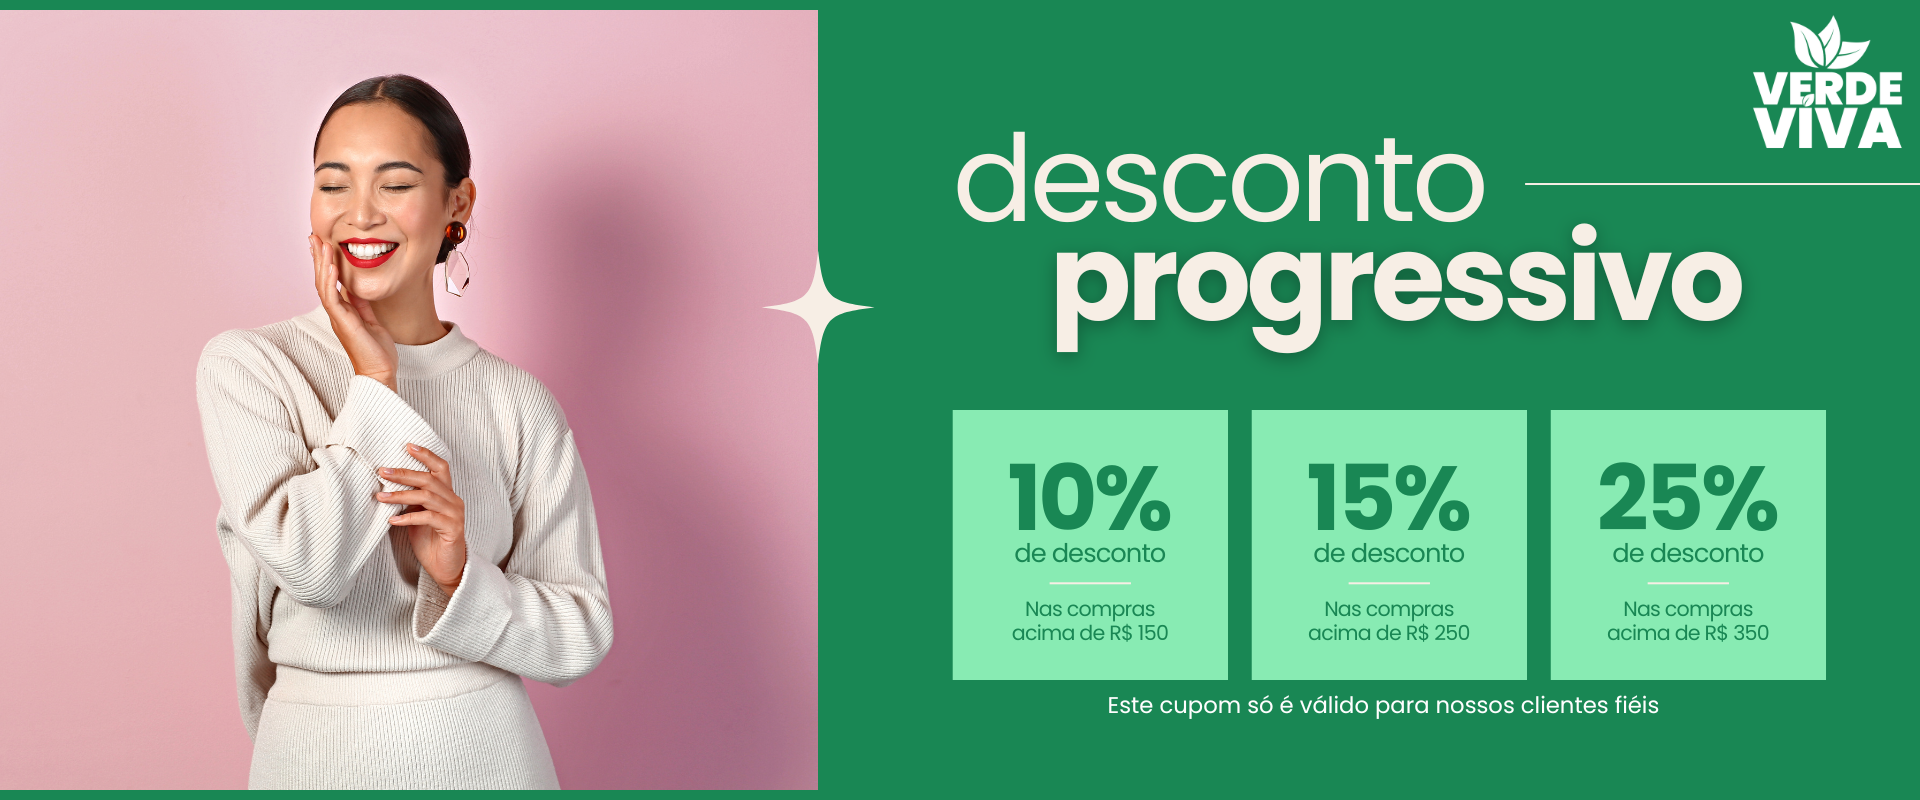 VERDE
VIVA
desconto
progressivo
10%
de desconto
Nas compras
acima de R$ 150
15%
de desconto
Nas compras
acima de R$ 250
25%
de desconto
Nas compras
acima de R$ 350
Este cupom só é válido para nossos clientes fiéis